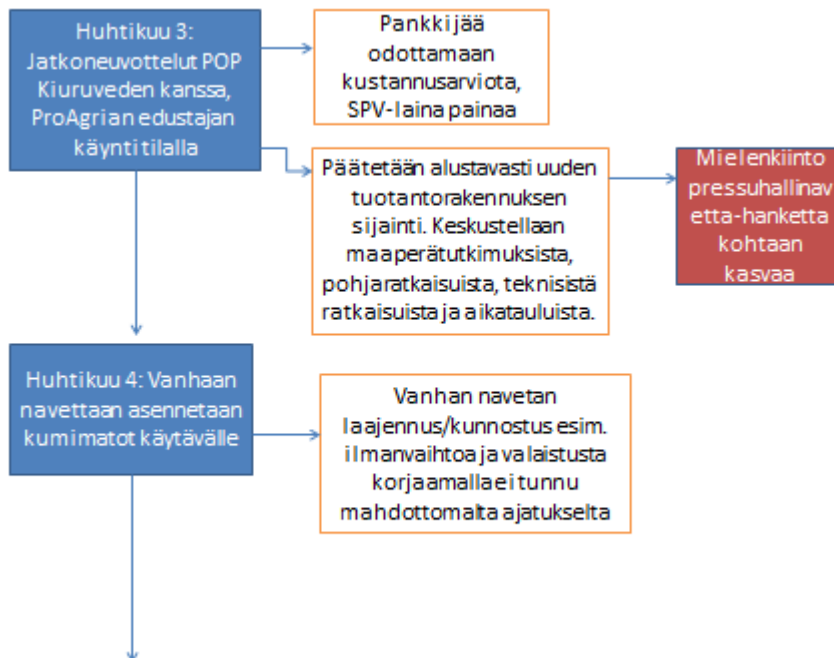 Huhtikuu 3:
Jatkoneuvottelut POP
Kiuruveden kanssa,
ProAgrian edustajan
käynti tilalla
Pankki jää
odottamaan
kustannusarviota,
SPV-laina painaa
Päätetään alustavasti uuden
tuotantorakennuksen
sijainti. Keskustellaan
maaperätutkimuksista,
pohjaratkaisuista, teknisistä
ratkaisuista ja aikatauluista.
Mielenkiinto
pressuhallinav
etta-hanketta
kohtaan
kasvaa
Huhtikuu 4: Vanhaan
navettaan asennetaan
kumimatot käytävälle
Vanhan navetan
laajennus/kunnostus esim.
ilmanvaihtoa ja valaistusta
korjaamalla ei tunnu
mahdottomalta ajatukselta